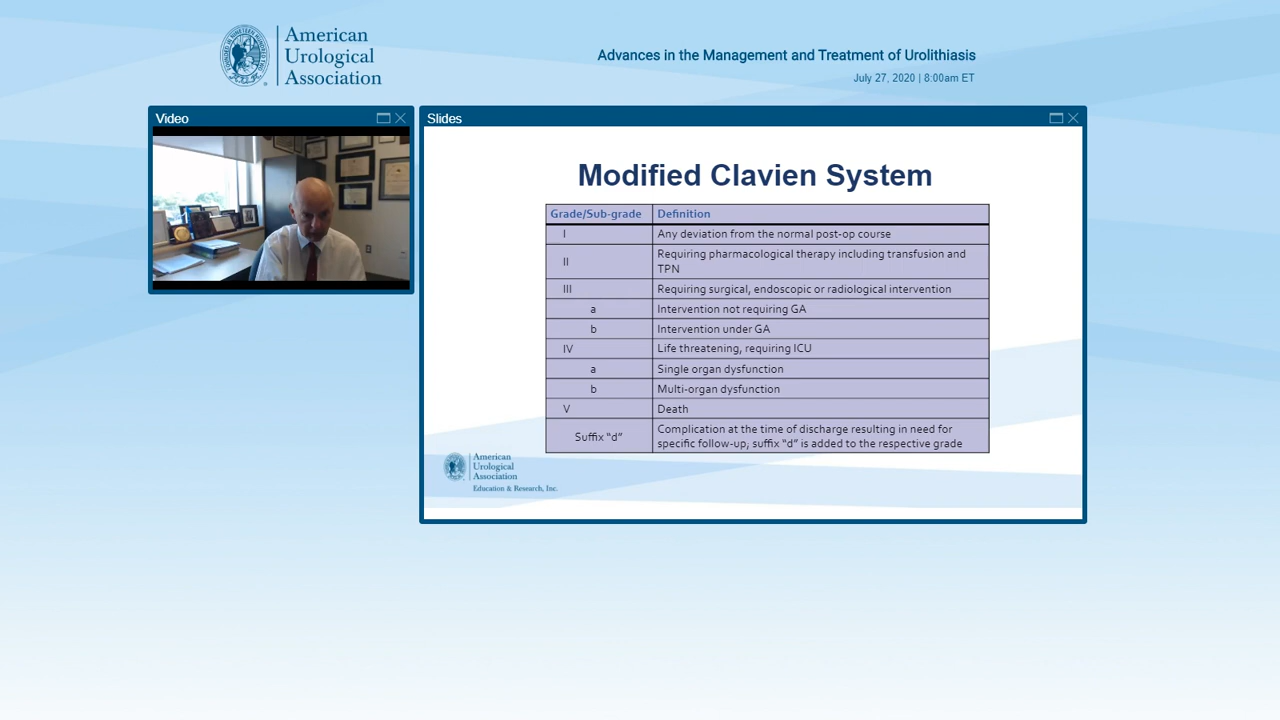 American
Urological
Association
Advances in the Management and Treatment of Urolithiasis
July 27, 2020 | 8:00am ET
Video
Slides
Modified Clavien System
Grade/Sub-grade Definition
I Any deviation from the normal post-op course
II Requiring pharmacological therapy including transfusion and
TPN
III Requiring surgical, endoscopic or radiological intervention
a Intervention not requiring GA
b Intervention under GA
IV Life threatening, requiring ICU
a Single organ dysfunction
b Multi-organ dysfunction
V Death
Suffix “d” Complication at the time of discharge resulting in need for
specific follow-up; suffix “d” is added to the respective grade
American
Urological
Association
Education & Research, Inc.